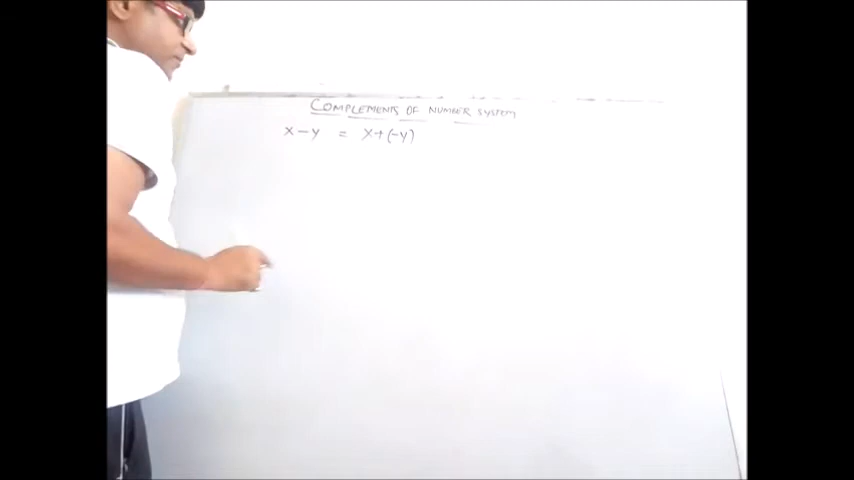 COMPLEMENTS OF NUMBER SYSTEM
X - Y = X + (-Y)